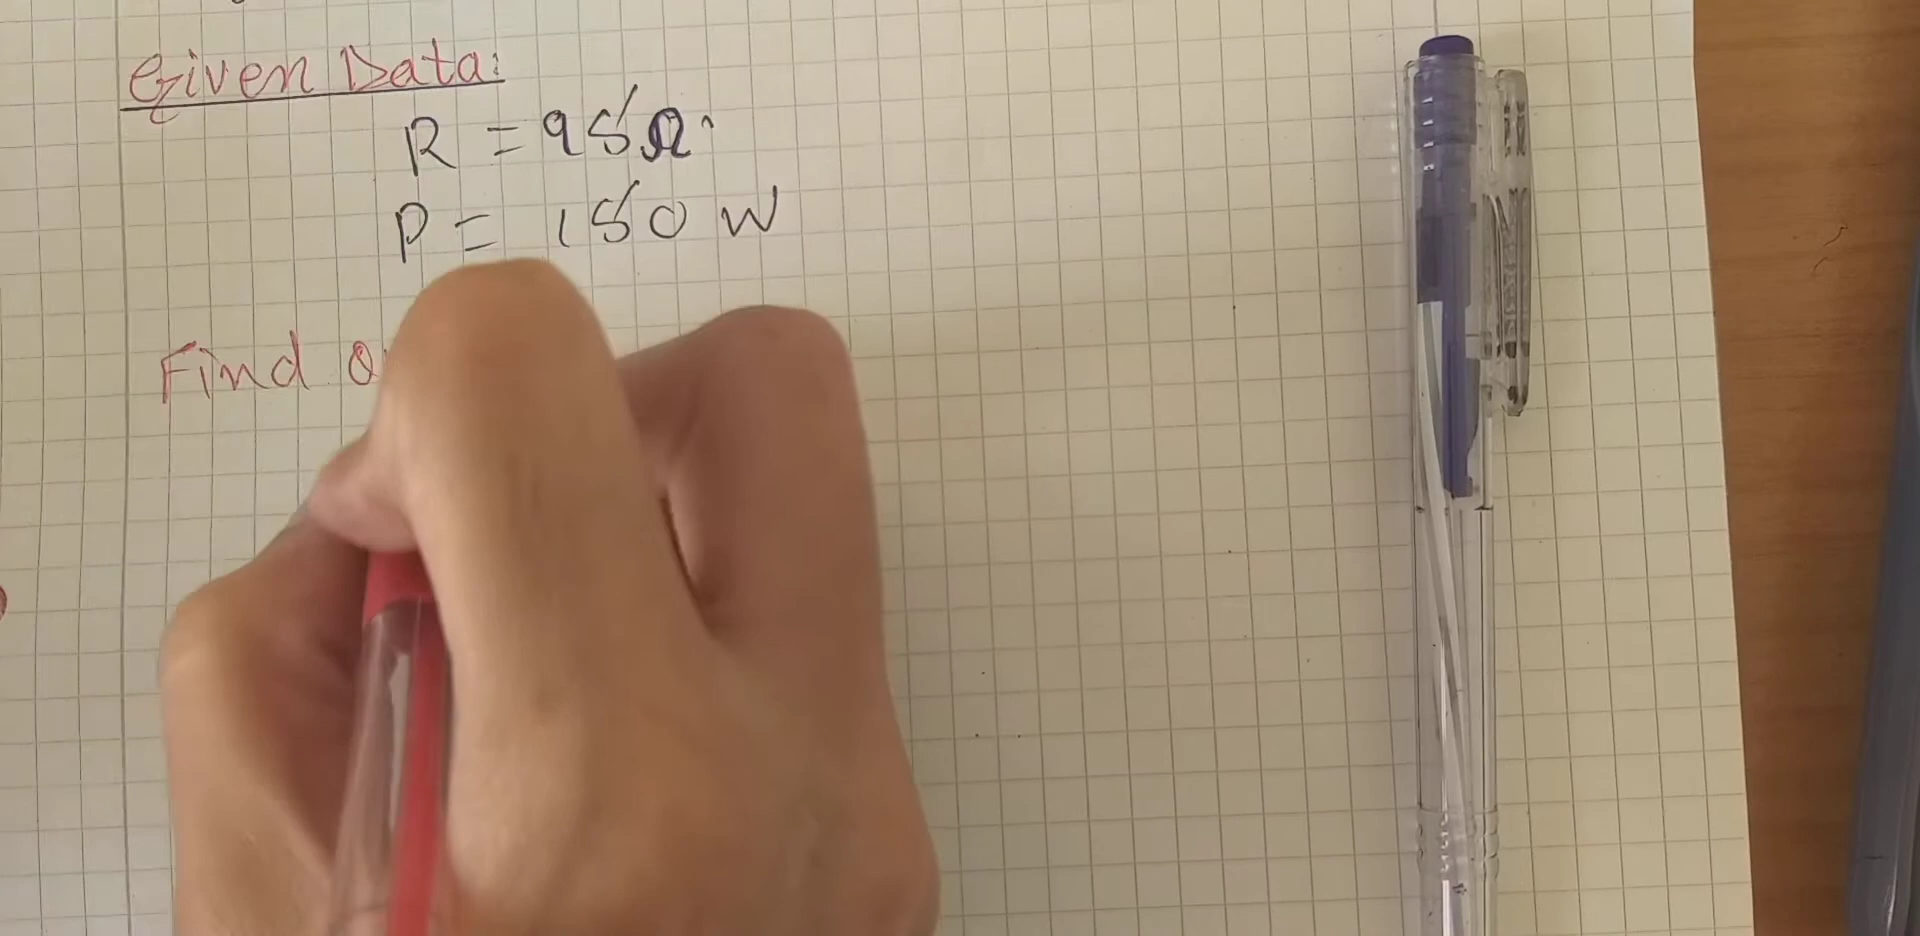 Given Data:
R = 95Ω
P = 150 W
Find